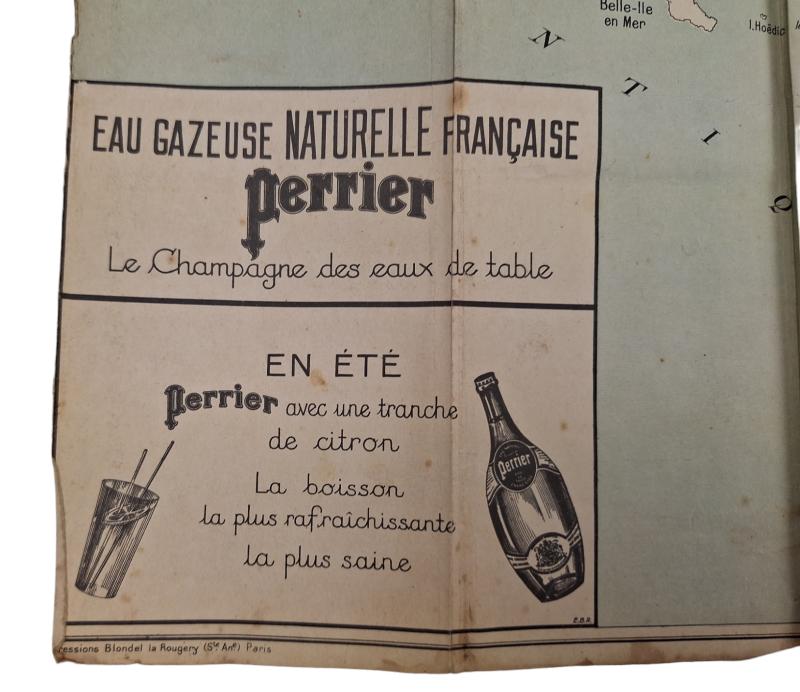 Belle-Ile
en Mer
I.Hoëdic
N
T
I
Q
EAU GAZEUSE NATURELLE FRANÇAISE
Perrier
Le Champagne des eaux de table
EN ÉTÉ
Perrier avec une tranche
de citron
La boisson
la plus rafraîchissante
la plus saine
Perrier
E.B.R.
ressions Blondel la Rougery (Sté Ane) Paris